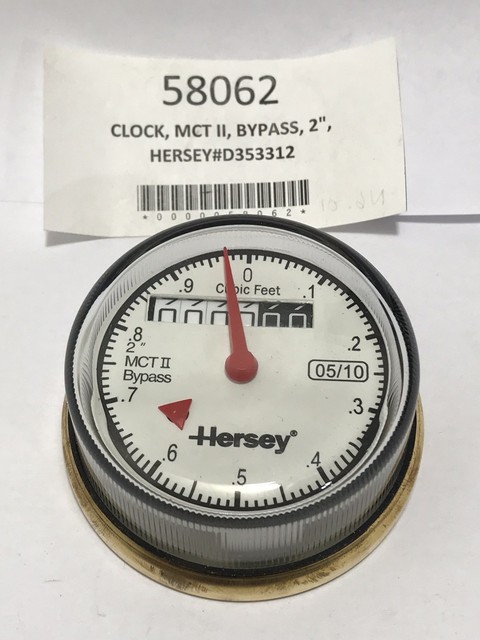 58062
CLOCK, MCT II, BYPASS, 2",
HERSEY#D353312
*0000058062*
0
Cubic Feet
.9
.1
.8
.2
2"
MCT II
Bypass
05/10
.7
.3
Hersey®
.6
.4
.5